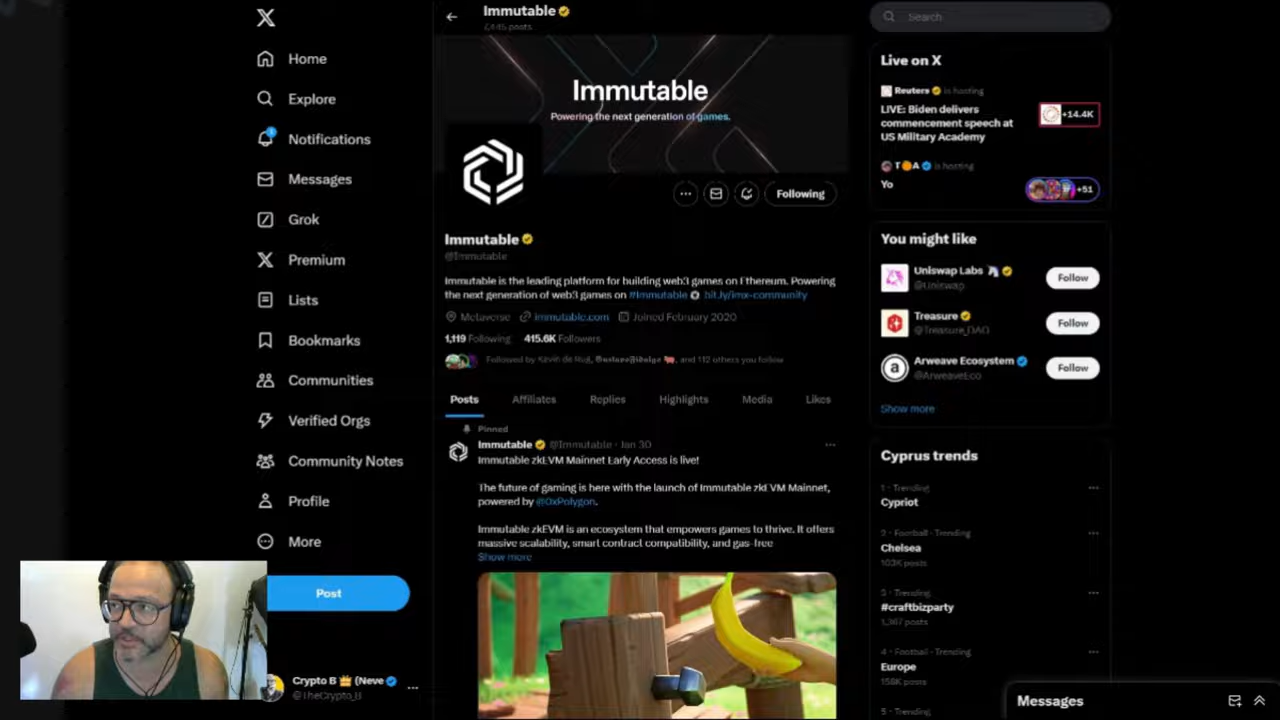 Home
Explore
Notifications
Messages
Grok
Premium
Lists
Bookmarks
Communities
Verified Orgs
Community Notes
Profile
More
Post
Crypto B (Neve
@TheCrypto_B
Immutable
7,445 posts
Immutable
Powering the next generation of games.
Following
Immutable
@Immutable
Immutable is the leading platform for building web3 games on Ethereum. Powering
the next generation of web3 games on #Immutable bit.ly/imx-community
Metaverse immutable.com Joined February 2020
1,119 Following 415.6K Followers
Followed by Kevin de and 112 others you follow
Posts Affiliates Replies Highlights Media Likes
Pinned
Immutable @Immutable · Jan 30
Immutable zkEVM Mainnet Early Access is live!
The future of gaming is here with the launch of Immutable zkEVM Mainnet,
powered by @0xPolygon.
Immutable zkEVM is an ecosystem that empowers games to thrive. It offers
massive scalability, smart contract compatibility, and gas-free
Show more
Search
Live on X
Reuters is hosting
LIVE: Biden delivers
commencement speech at
US Military Academy
+14.4K
is hosting
Yo
+51
You might like
Uniswap Labs
@Uniswap
Follow
Treasure
@Treasure_DAO
Follow
Arweave Ecosystem
@ArweaveEco
Follow
Show more
Cyprus trends
1 · Trending
Cypriot
2 · Football · Trending
Chelsea
103K posts
3 · Trending
#craftbizparty
1,367 posts
4 · Football · Trending
Europe
158K posts
5 · Trending
Messages